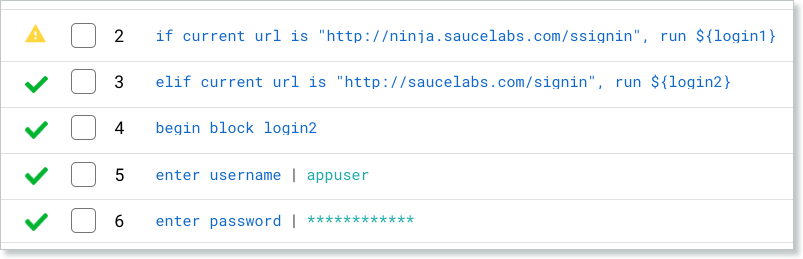 2 if current url is "http://ninja.saucelabs.com/ssignin", run ${login1}
3 elif current url is "http://saucelabs.com/signin", run ${login2}
4 begin block login2
5 enter username | appuser
6 enter password | ************